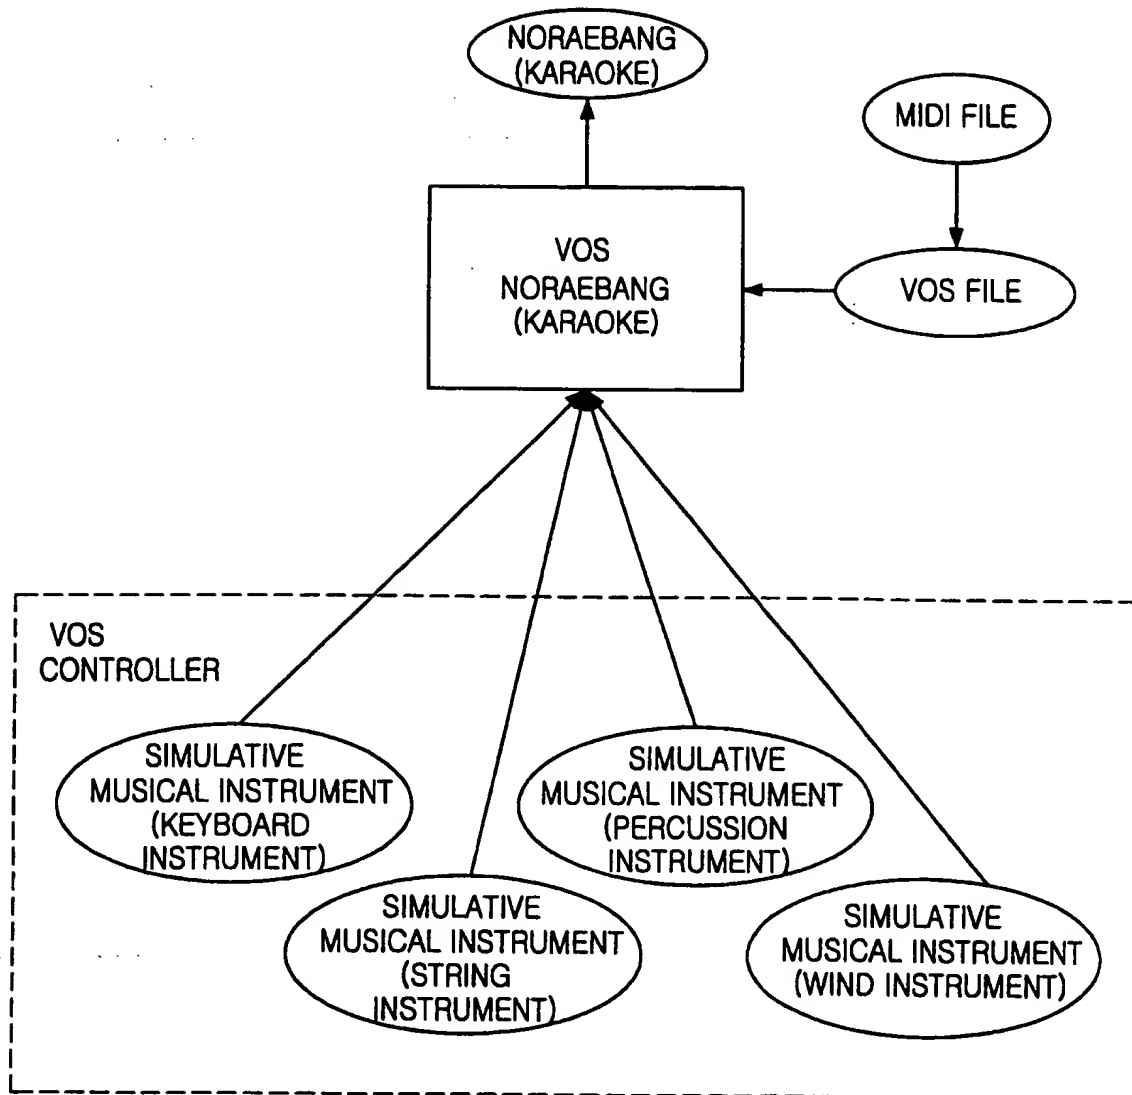 NORAEBANG
(KARAOKE)
MIDI FILE
VOS
NORAEBANG
(KARAOKE)
VOS FILE
VOS
CONTROLLER
SIMULATIVE
MUSICAL INSTRUMENT
(KEYBOARD
INSTRUMENT)
SIMULATIVE
MUSICAL INSTRUMENT
(PERCUSSION
INSTRUMENT)
SIMULATIVE
MUSICAL INSTRUMENT
(STRING
INSTRUMENT)
SIMULATIVE
MUSICAL INSTRUMENT
(WIND INSTRUMENT)